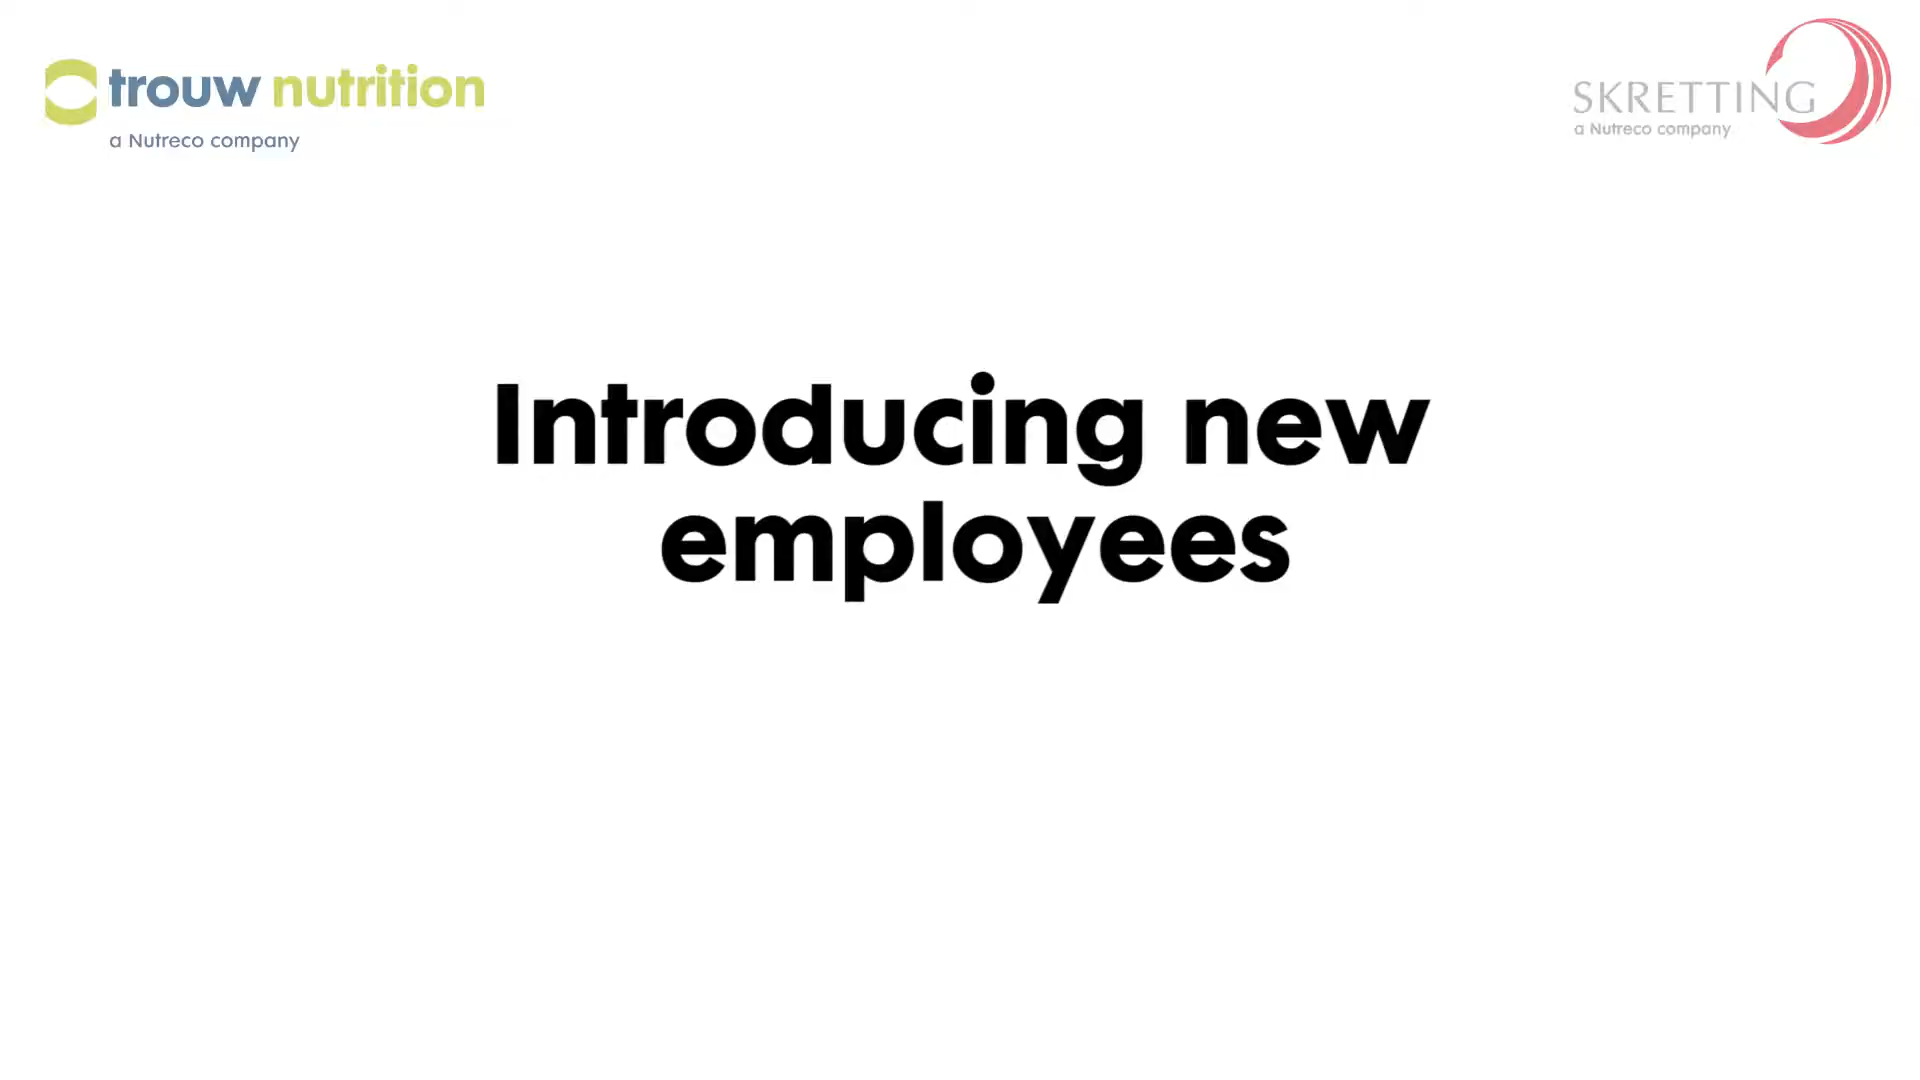 trouw nutrition
a Nutreco company
SKRETTING
a Nutreco company
Introducing new
employees